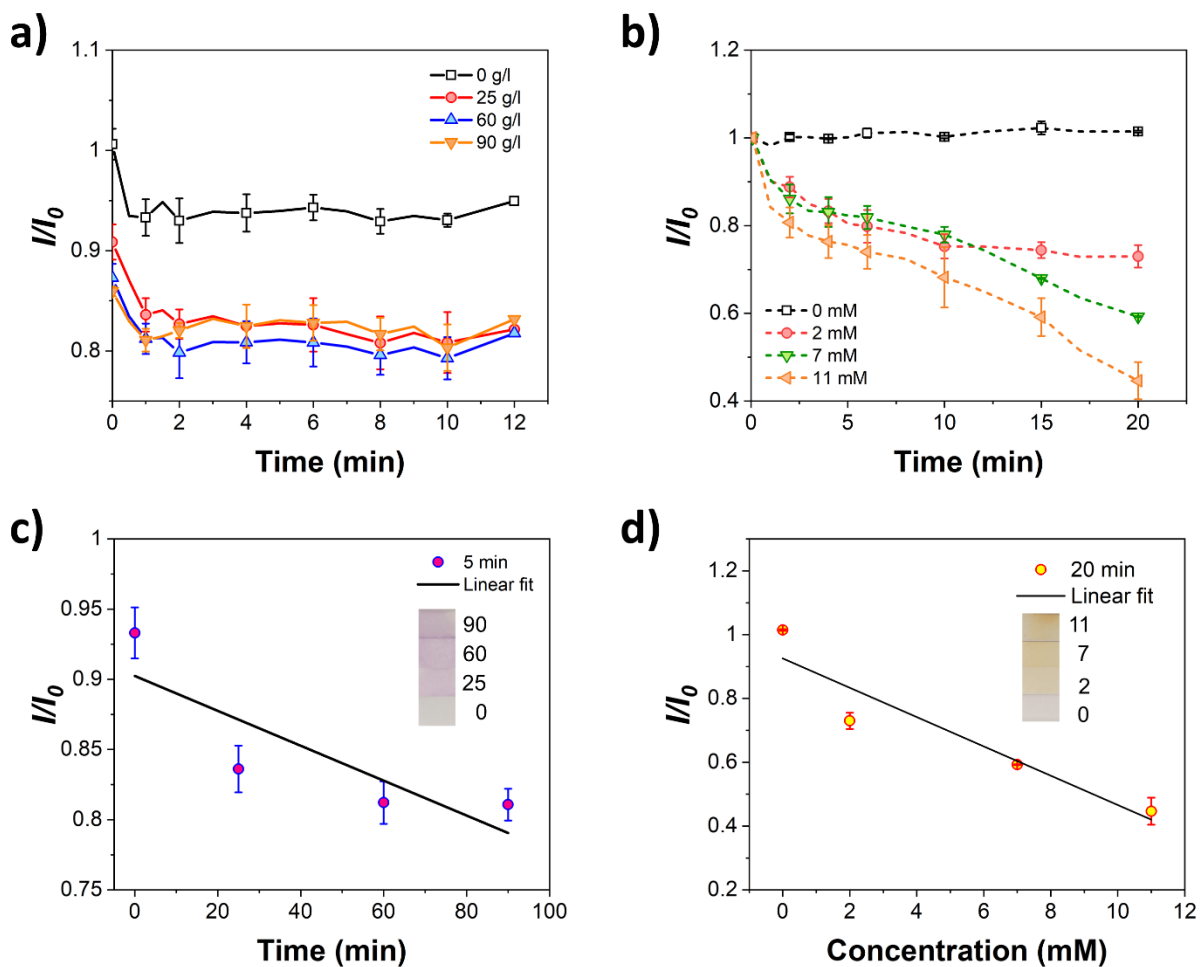 a)
1.1
1
0.9
0.8
I/I0
0 2 4 6 8 10 12
Time (min)
0 g/l
25 g/l
60 g/l
90 g/l
b)
1.2
1
0.8
0.6
0.4
I/I0
0 5 10 15 20
Time (min)
0 mM
2 mM
7 mM
11 mM
c)
1
0.95
0.9
0.85
0.8
0.75
I/I0
0 20 40 60 80 100
Time (min)
5 min
Linear fit
90
60
25
0
d)
1.2
1
0.8
0.6
0.4
0.2
I/I0
0 2 4 6 8 10 12
Concentration (mM)
20 min
Linear fit
11
7
2
0